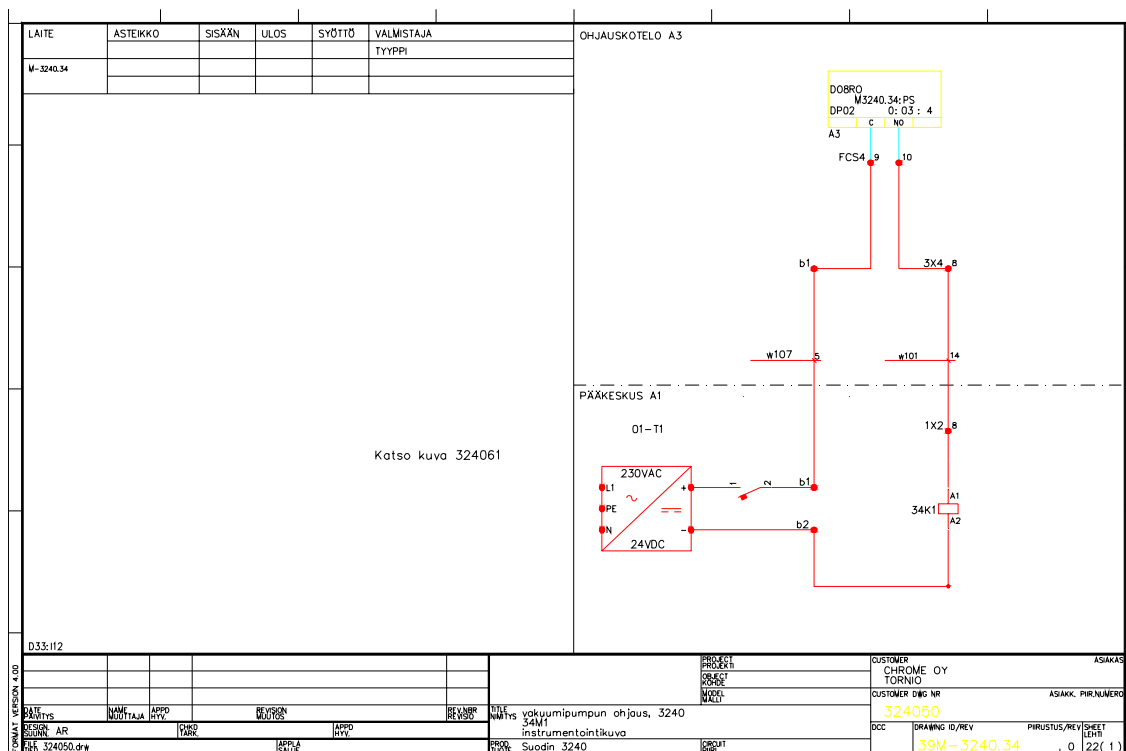 LAITE ASTEIKKO SISÄÄN ULOS SYÖTTÖ VALMISTAJA
TYYPPI
M-3240.34
OHJAUSKOTELO A3
DO8RO
M3240.34:PS
DP02 0: 03 : 4
C NO
A3
FCS4 9 10
b1 3X4 8
w107 5 w101 14
PÄÄKESKUS A1
01-T1
1X2 8
Katso kuva 324061
230VAC
L1 + 1 2 b1
PE
N - b2
24VDC
A1
34K1
A2
D33:I12
FORMAT VERSION 4.00
PROJECT
PROJEKTI
OBJECT
KOHDE
MODEL
MALLI
CUSTOMER ASIAKAS
CHROME OY
TORNIO
CUSTOMER DWG NR ASIAKK. PIIR.NUMERO
324050
DATE NAME APPD REVISION REV.NBR
PÄIVITYS MUUTTAJA HYV. MUUTOS REVISIO
TITLE
NIMITYS vakuumipumpun ohjaus, 3240
34M1
instrumentointikuva
DESIGN. CHKD APPD
SUUNN. AR TARK. HYV.
DCC DRAWING ID/REV PIIRUSTUS/REV SHEET
LEHTI
39M-3240.34 . 0 22( 1)
FILE 324050.drw APPLA
PROD. Suodin 3240 CIRCUIT